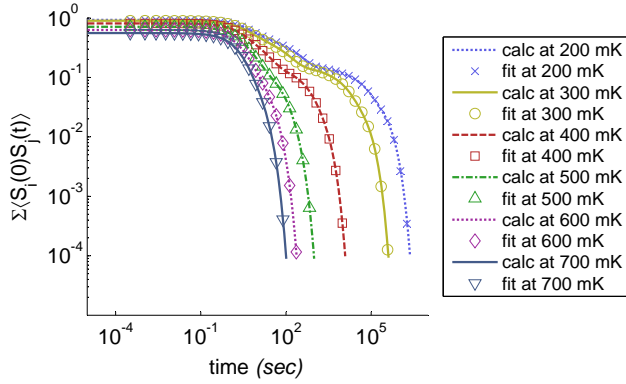 10^0
10^-1
10^-2
10^-3
10^-4
Σ⟨S_i(0)S_j(t)⟩
10^-4
10^-1
10^2
10^5
time (sec)
calc at 200 mK
fit at 200 mK
calc at 300 mK
fit at 300 mK
calc at 400 mK
fit at 400 mK
calc at 500 mK
fit at 500 mK
calc at 600 mK
fit at 600 mK
calc at 700 mK
fit at 700 mK